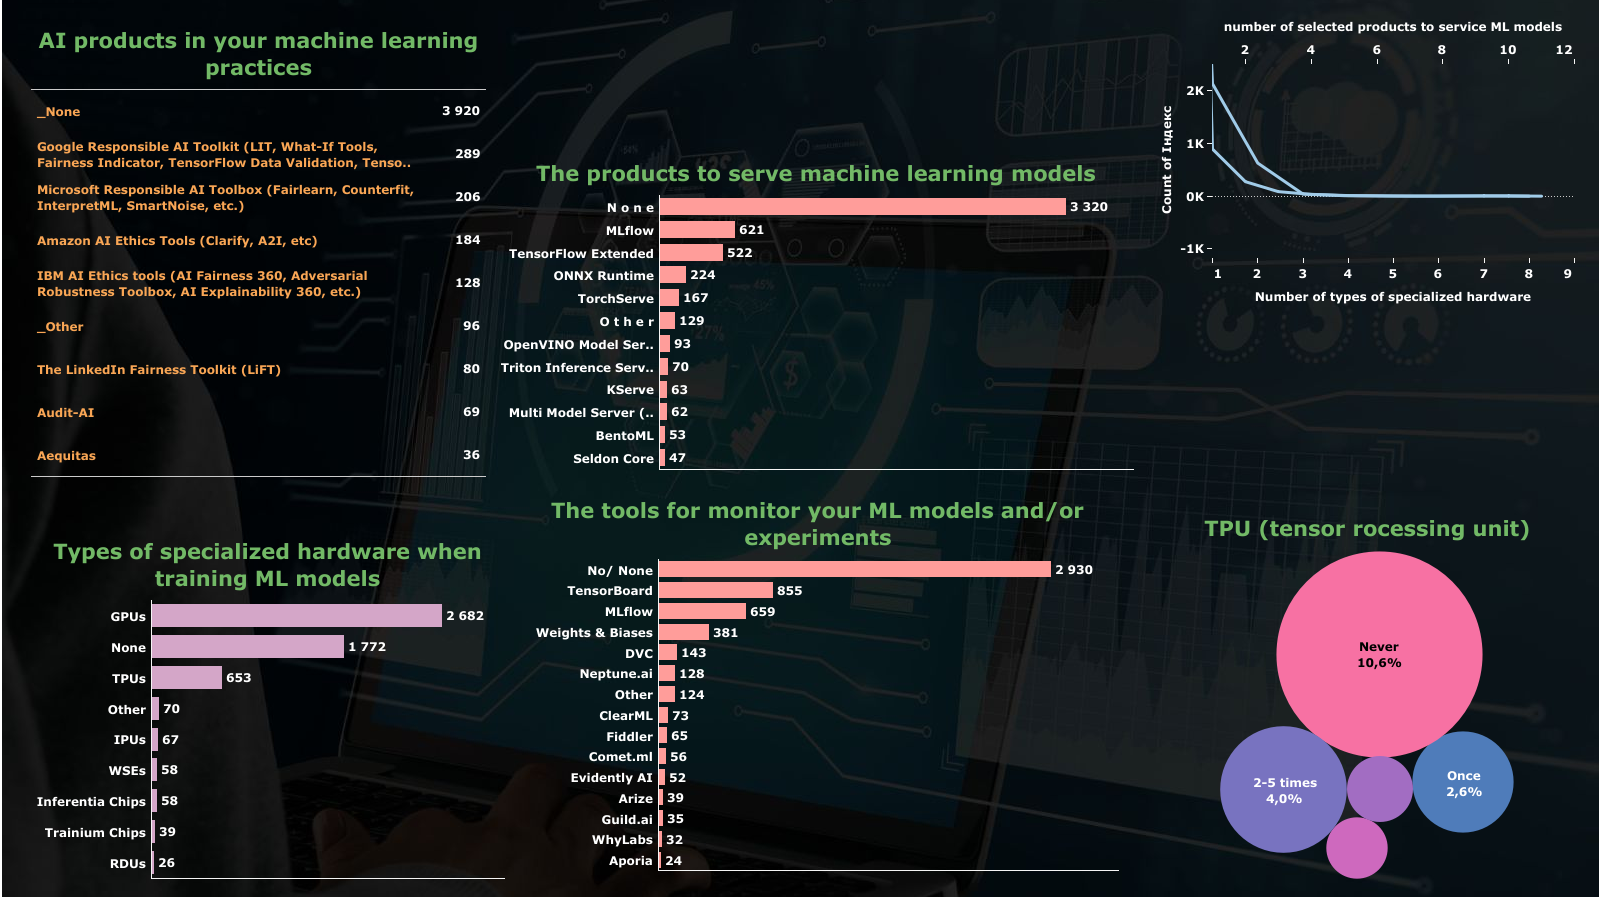 AI products in your machine learning
practices
_None 3 920
Google Responsible AI Toolkit (LIT, What-If Tools,
Fairness Indicator, TensorFlow Data Validation, Tenso.. 289
Microsoft Responsible AI Toolbox (Fairlearn, Counterfit,
InterpretML, SmartNoise, etc.) 206
Amazon AI Ethics Tools (Clarify, A2I, etc) 184
IBM AI Ethics tools (AI Fairness 360, Adversarial
Robustness Toolbox, AI Explainability 360, etc.) 128
_Other 96
The LinkedIn Fairness Toolkit (LiFT) 80
Audit-AI 69
Aequitas 36
The products to serve machine learning models
N o n e 3 320
MLflow 621
TensorFlow Extended 522
ONNX Runtime 224
TorchServe 167
O t h e r 129
OpenVINO Model Ser.. 93
Triton Inference Serv.. 70
KServe 63
Multi Model Server (.. 62
BentoML 53
Seldon Core 47
number of selected products to service ML models
2 4 6 8 10 12
Count of Індекс
2K
1K
0K
-1K
1 2 3 4 5 6 7 8 9
Number of types of specialized hardware
Types of specialized hardware when
training ML models
GPUs 2 682
None 1 772
TPUs 653
Other 70
IPUs 67
WSEs 58
Inferentia Chips 58
Trainium Chips 39
RDUs 26
The tools for monitor your ML models and/or
experiments
No/ None 2 930
TensorBoard 855
MLflow 659
Weights & Biases 381
DVC 143
Neptune.ai 128
Other 124
ClearML 73
Fiddler 65
Comet.ml 56
Evidently AI 52
Arize 39
Guild.ai 35
WhyLabs 32
Aporia 24
TPU (tensor rocessing unit)
Never
10,6%
2-5 times
4,0%
Once
2,6%